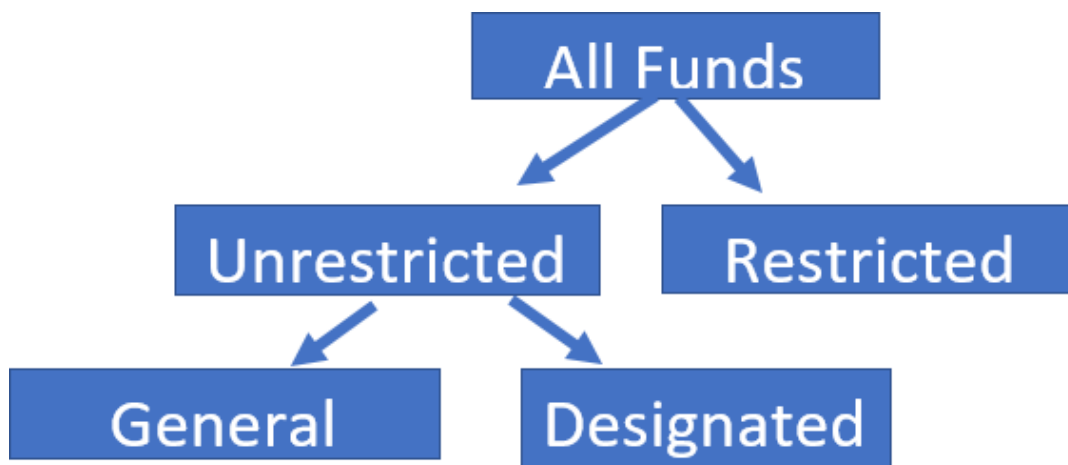 All Funds
Unrestricted
Restricted
General
Designated